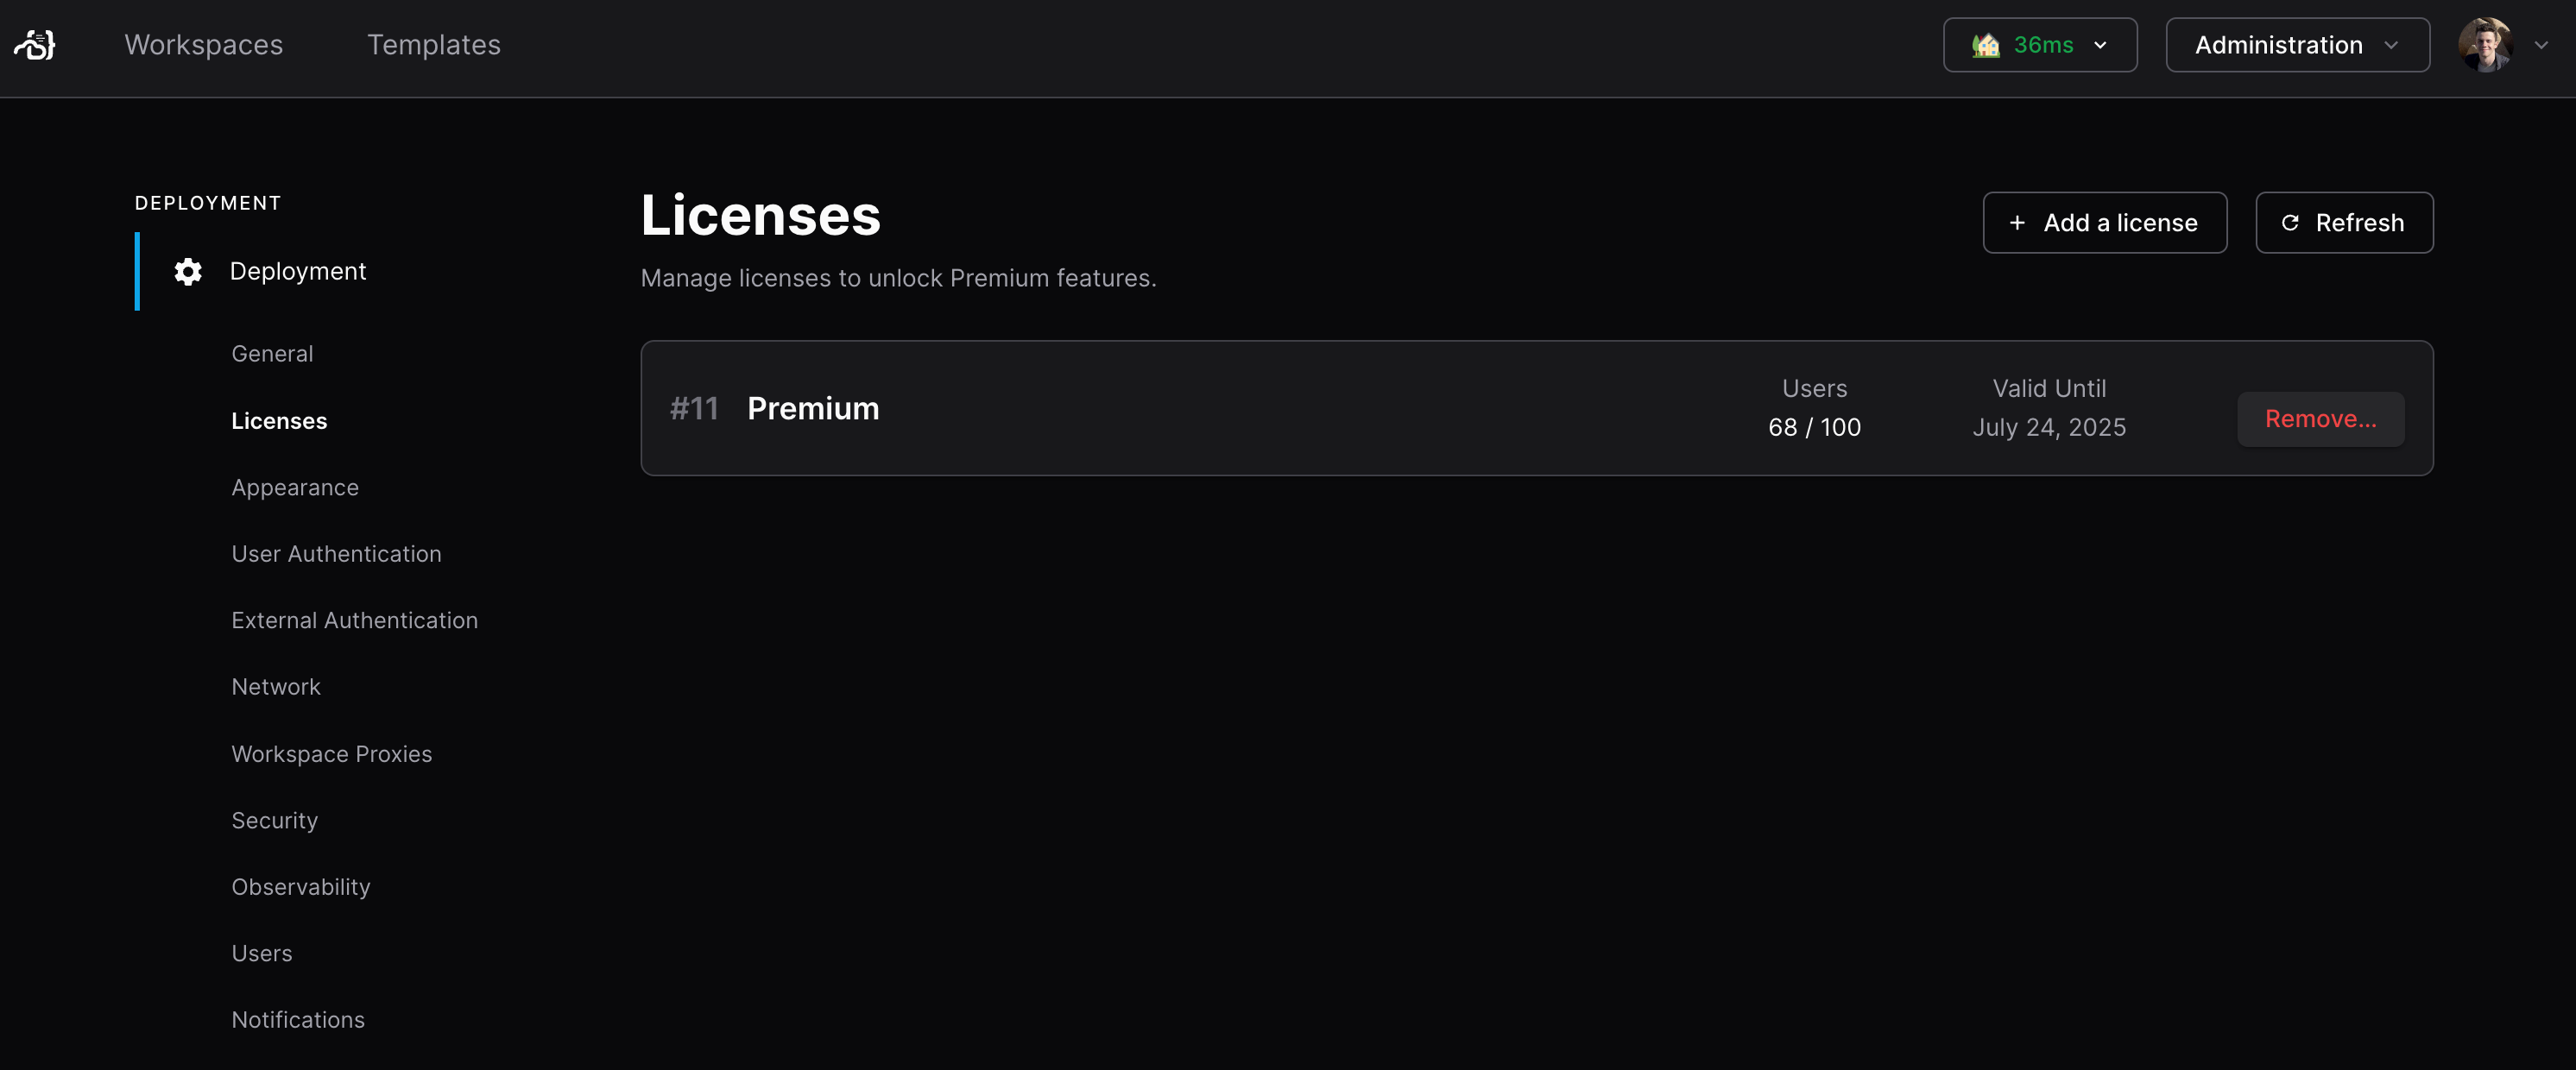 Workspaces
Templates
36ms
Administration
DEPLOYMENT
Deployment
General
Licenses
Appearance
User Authentication
External Authentication
Network
Workspace Proxies
Security
Observability
Users
Notifications
Licenses
Manage licenses to unlock Premium features.
+ Add a license
Refresh
#11 Premium
Users
68 / 100
Valid Until
July 24, 2025
Remove...